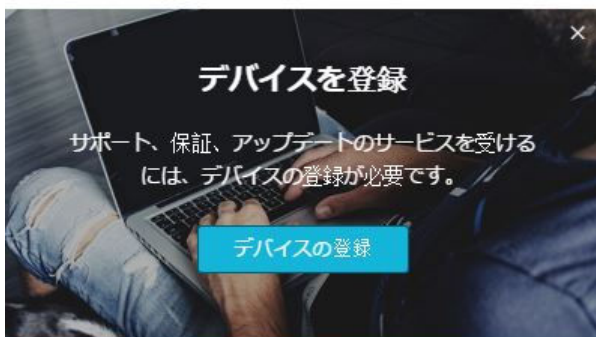 デバイスを登録
サポート、保証、アップデートのサービスを受ける
には、デバイスの登録が必要です。
デバイスの登録